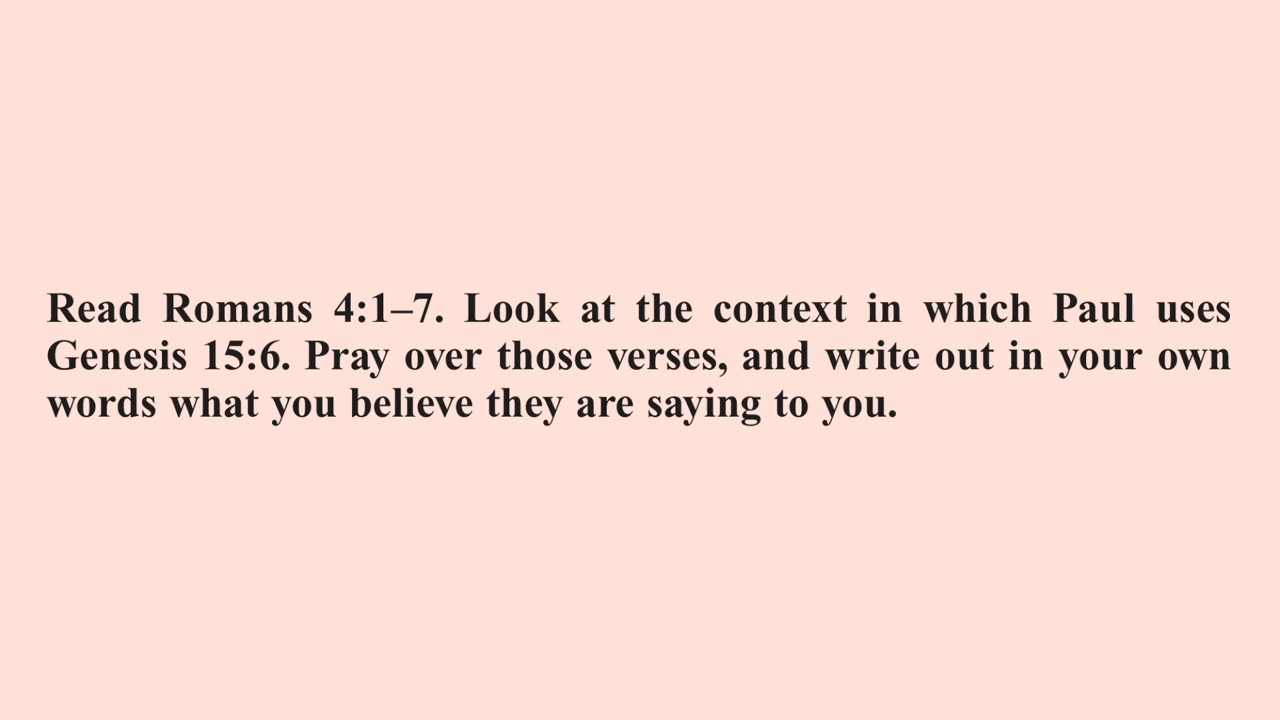 Read Romans 4:1–7. Look at the context in which Paul uses
Genesis 15:6. Pray over those verses, and write out in your own
words what you believe they are saying to you.